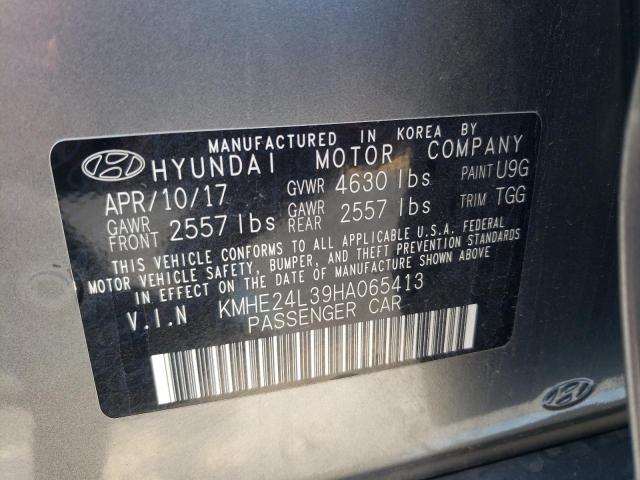 MANUFACTURED IN KOREA BY
HYUNDAI MOTOR COMPANY
APR/10/17 GVWR 4630 lbs PAINT U9G
GAWR FRONT 2557 lbs GAWR REAR 2557 lbs TRIM TGG
THIS VEHICLE CONFORMS TO ALL APPLICABLE U.S.A. FEDERAL
MOTOR VEHICLE SAFETY, BUMPER, AND THEFT PREVENTION STANDARDS
IN EFFECT ON THE DATE OF MANUFACTURE SHOWN ABOVE.
V.I.N KMHE24L39HA065413
PASSENGER CAR